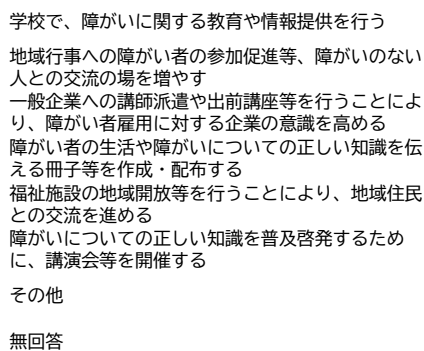 学校で、障がいに関する教育や情報提供を行う
地域行事への障がい者の参加促進等、障がいのない
人との交流の場を増やす
一般企業への講師派遣や出前講座等を行うことによ
り、障がい者雇用に対する企業の意識を高める
障がい者の生活や障がいについての正しい知識を伝
える冊子等を作成・配布する
福祉施設の地域開放等を行うことにより、地域住民
との交流を進める
障がいについての正しい知識を普及啓発するため
に、講演会等を開催する
その他
無回答